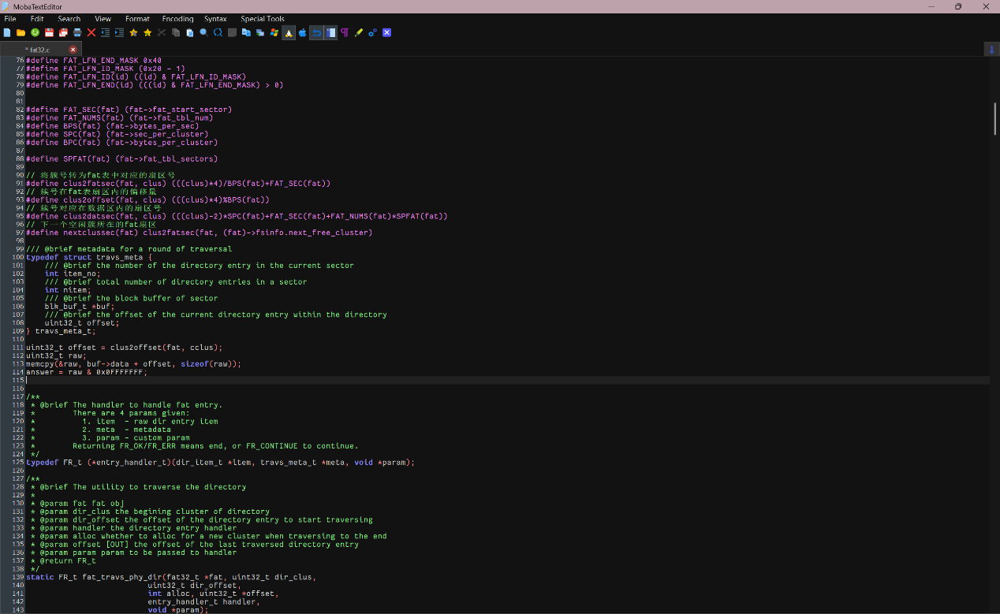 MobaTextEditor
File Edit Search View Format Encoding Syntax Special Tools
* fat32.c
76 #define FAT_LFN_END_MASK 0x40
77 #define FAT_LFN_ID_MASK (0x20 - 1)
78 #define FAT_LFN_ID(id) ((id) & FAT_LFN_ID_MASK)
79 #define FAT_LFN_END(id) (((id) & FAT_LFN_END_MASK) > 0)
80
81
82 #define FAT_SEC(fat) (fat->fat_start_sector)
83 #define FAT_NUMS(fat) (fat->fat_tbl_num)
84 #define BPS(fat) (fat->bytes_per_sec)
85 #define SPC(fat) (fat->sec_per_cluster)
86 #define BPC(fat) (fat->bytes_per_cluster)
87
88 #define SPFAT(fat) (fat->fat_tbl_sectors)
89
90 // 将簇号转为fat表中对应的扇区号
91 #define clus2fatsec(fat, clus) (((clus)*4)/BPS(fat)+FAT_SEC(fat))
92 // 簇号在fat表扇区内的偏移量
93 #define clus2offset(fat, clus) (((clus)*4)%BPS(fat))
94 // 簇号对应在数据区内的扇区号
95 #define clus2datsec(fat, clus) (((clus)-2)*SPC(fat)+FAT_SEC(fat)+FAT_NUMS(fat)*SPFAT(fat))
96 // 下一个空闲簇所在的fat扇区
97 #define nextclussec(fat) clus2fatsec(fat, (fat)->fsinfo.next_free_cluster)
98
99 /// @brief metadata for a round of traversal
100 typedef struct travs_meta {
101 /// @brief the number of the directory entry in the current sector
102 int item_no;
103 /// @brief total number of directory entries in a sector
104 int nitem;
105 /// @brief the block buffer of sector
106 blk_buf_t *buf;
107 /// @brief the offset of the current directory entry within the directory
108 uint32_t offset;
109 } travs_meta_t;
110
111 uint32_t offset = clus2offset(fat, cclus);
112 uint32_t raw;
113 memcpy(&raw, buf->data + offset, sizeof(raw));
114 answer = raw & 0x0FFFFFFF;
115
116
117 /**
118 * @brief The handler to handle fat entry.
119 * There are 4 params given:
120 * 1. item - raw dir entry item
121 * 2. meta - metadata
122 * 3. param - custom param
123 * Returning FR_OK/FR_ERR means end, or FR_CONTINUE to continue.
124 */
125 typedef FR_t (*entry_handler_t)(dir_item_t *item, travs_meta_t *meta, void *param);
126
127 /**
128 * @brief The utility to traverse the directory
129 *
130 * @param fat fat obj
131 * @param dir_clus the begining cluster of directory
132 * @param dir_offset the offset of the directory entry to start traversing
133 * @param handler the directory entry handler
134 * @param alloc whether to alloc for a new cluster when traversing to the end
135 * @param offset [OUT] the offset of the last traversed directory entry
136 * @param param param to be passed to handler
137 * @return FR_t
138 */
139 static FR_t fat_travs_phy_dir(fat32_t *fat, uint32_t dir_clus,
140 uint32_t dir_offset,
141 int alloc, uint32_t *offset,
142 entry_handler_t handler,
143 void *param);